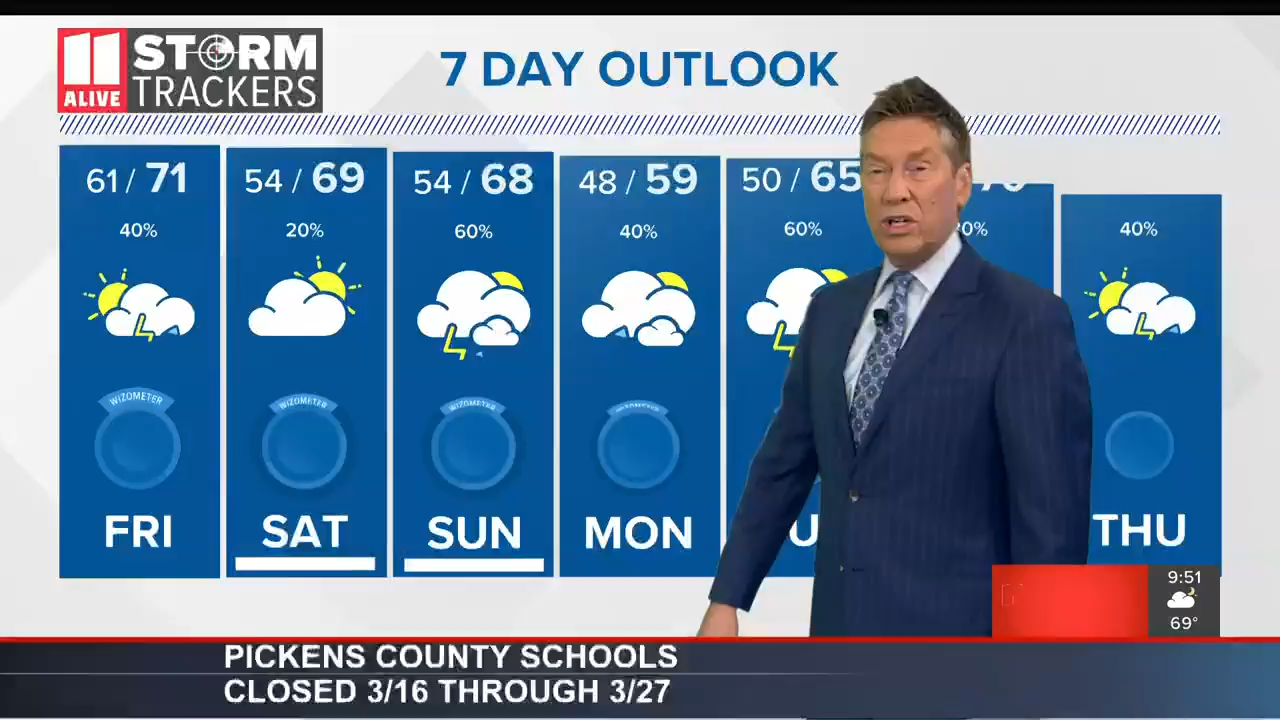 11
ALIVE
STORM
TRACKERS
7 DAY OUTLOOK
61 / 71
54 / 69
54 / 68
48 / 59
50 / 65
40%
20%
60%
40%
60%
40%
WIZOMETER
WIZOMETER
WIZOMETER
WIZOMETER
FRI
SAT
SUN
MON
THU
9:51
69°
PICKENS COUNTY SCHOOLS
CLOSED 3/16 THROUGH 3/27